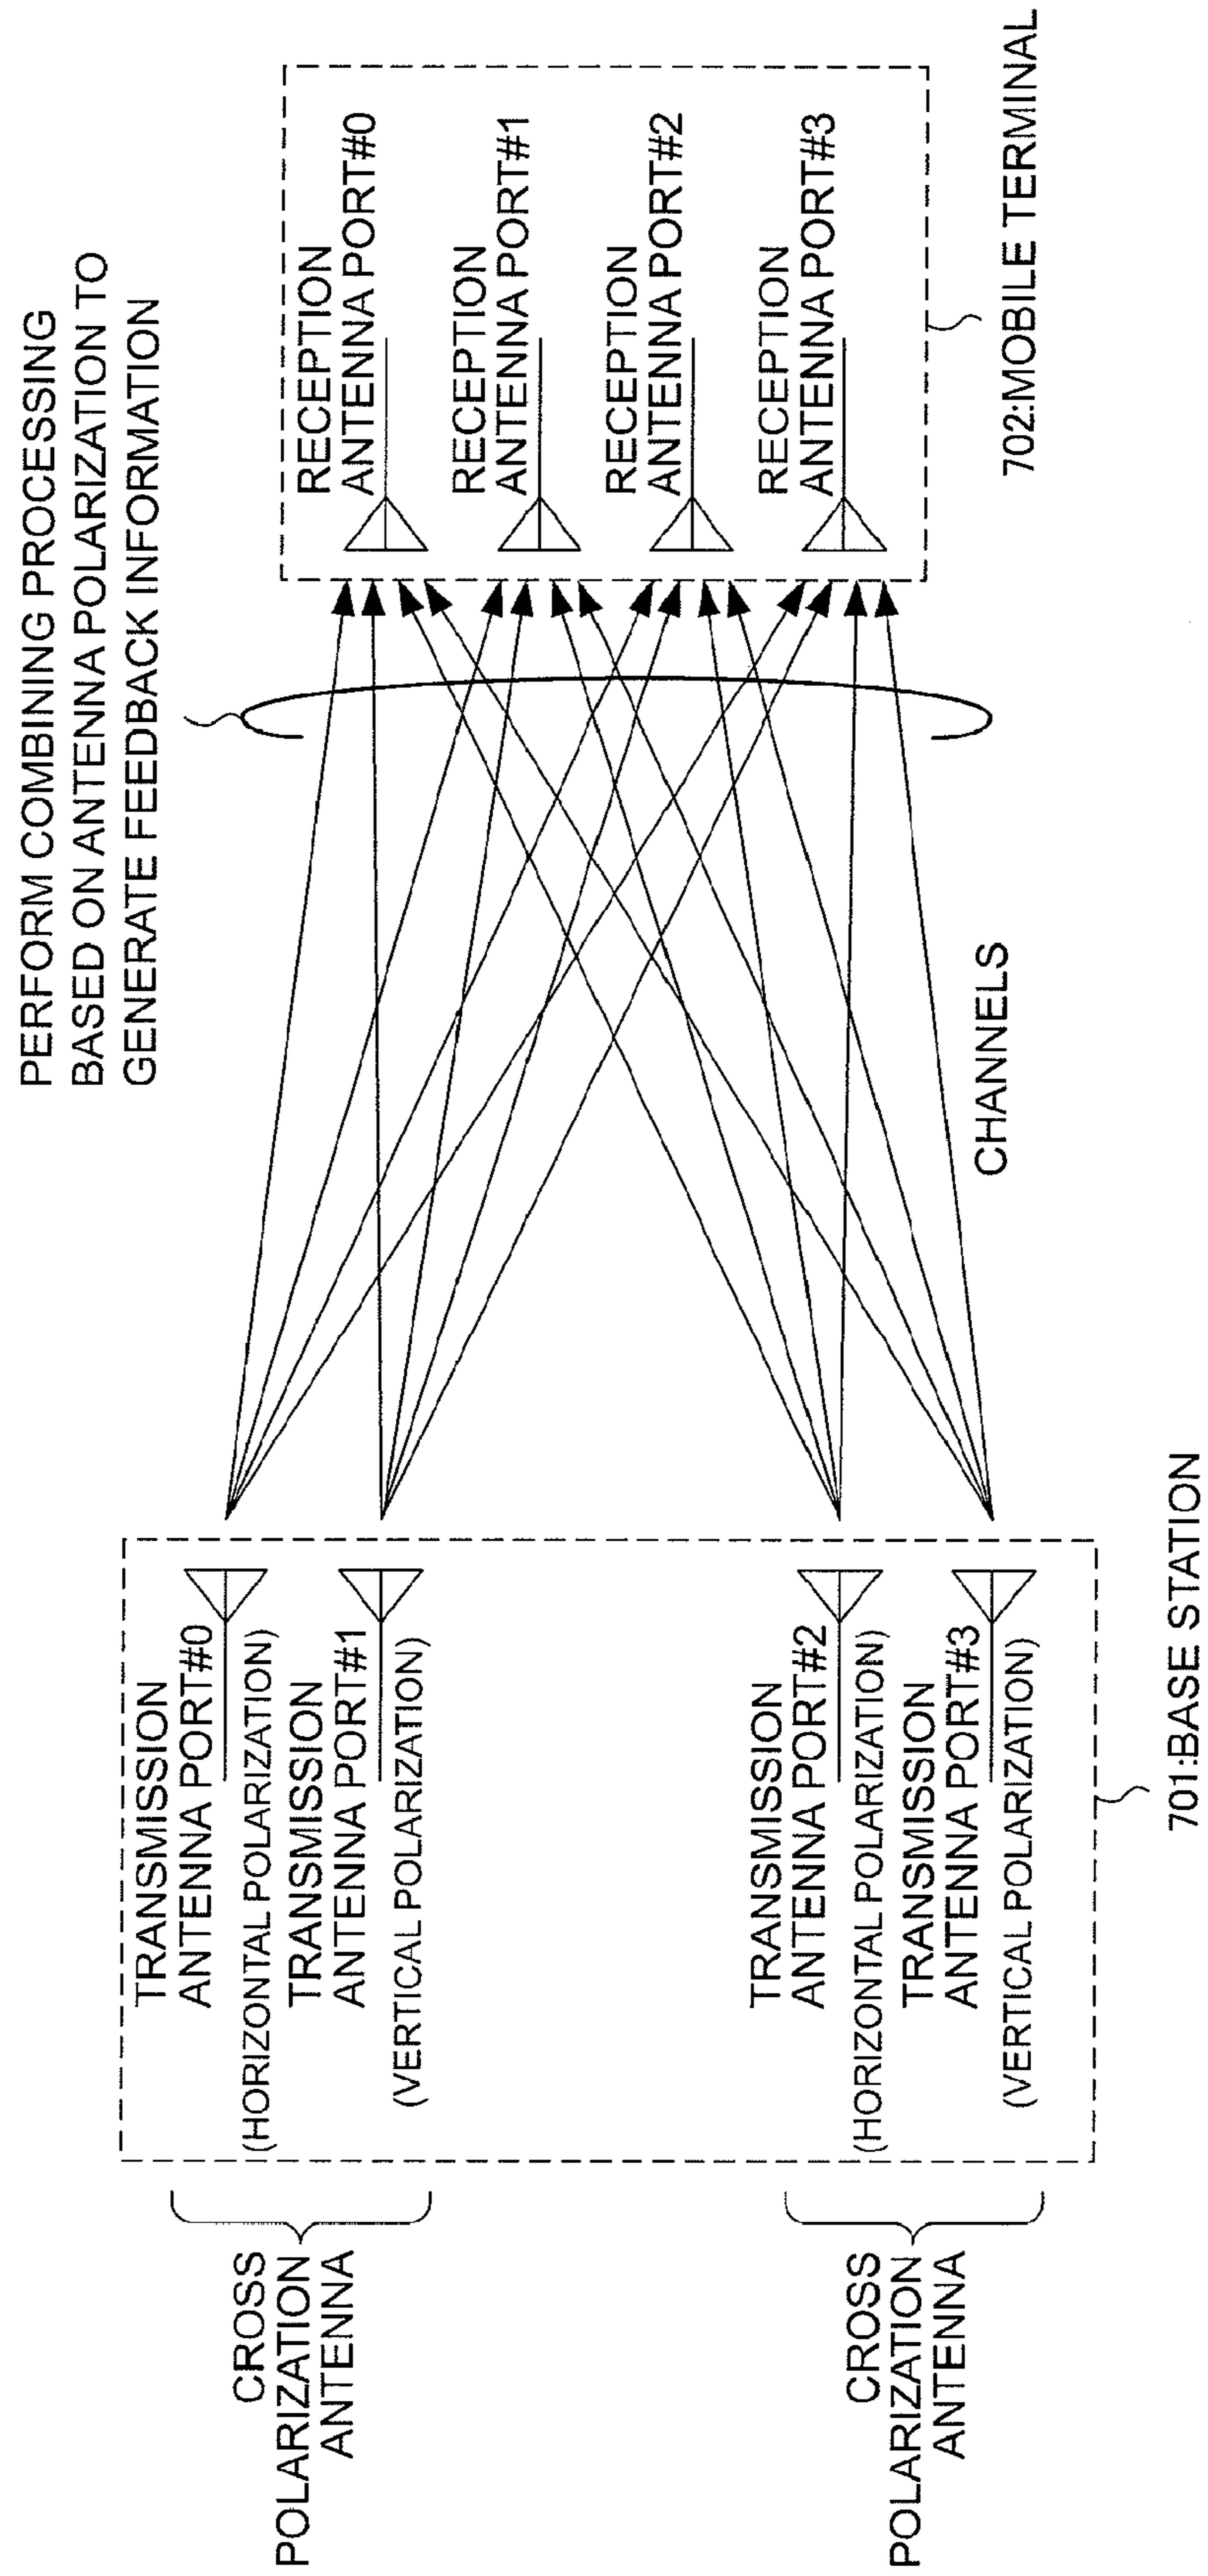 PERFORM COMBINING PROCESSING
BASED ON ANTENNA POLARIZATION TO
GENERATE FEEDBACK INFORMATION
CROSS
POLARIZATION
ANTENNA
TRANSMISSION
ANTENNA PORT#0
(HORIZONTAL POLARIZATION)
TRANSMISSION
ANTENNA PORT#1
(VERTICAL POLARIZATION)
CROSS
POLARIZATION
ANTENNA
TRANSMISSION
ANTENNA PORT#2
(HORIZONTAL POLARIZATION)
TRANSMISSION
ANTENNA PORT#3
(VERTICAL POLARIZATION)
701:BASE STATION
CHANNELS
RECEPTION
ANTENNA PORT#0
RECEPTION
ANTENNA PORT#1
RECEPTION
ANTENNA PORT#2
RECEPTION
ANTENNA PORT#3
702:MOBILE TERMINAL